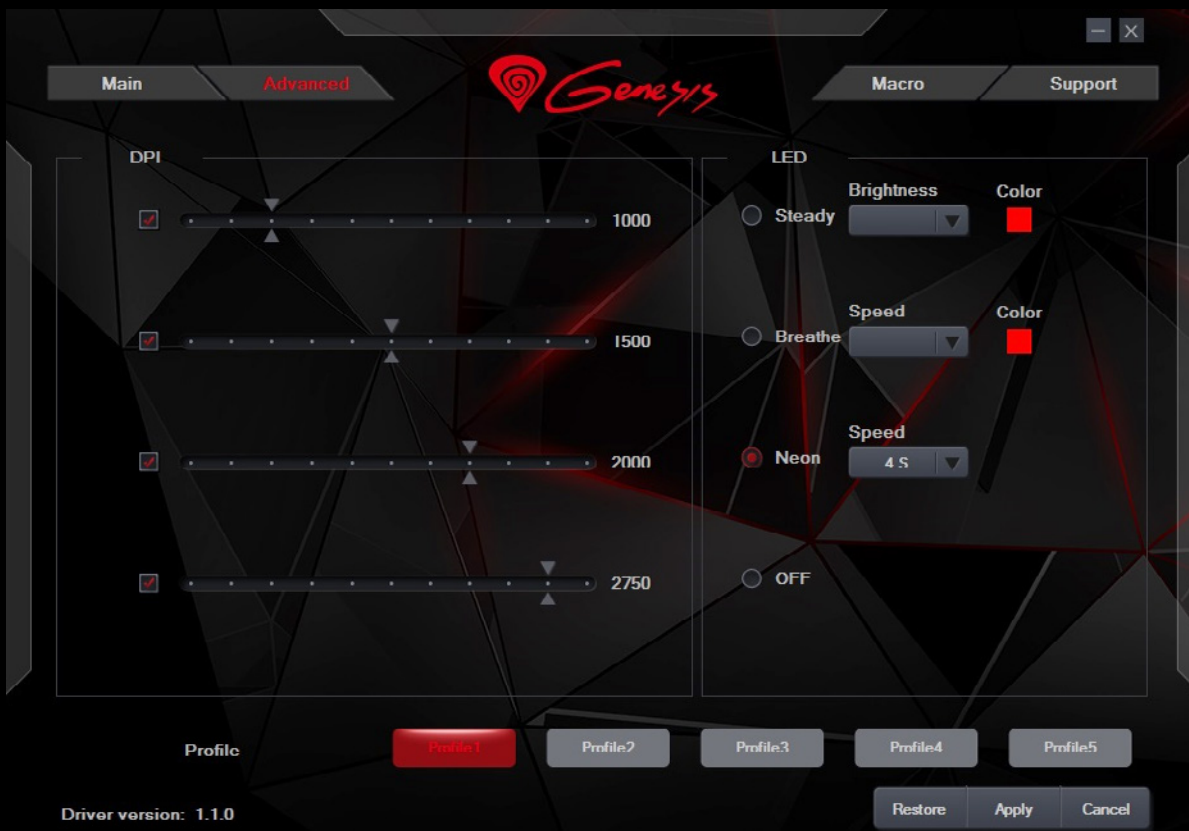 Main Advanced Genesis Macro Support
DPI
1000
1500
2000
2750
LED
Brightness Color
Steady
Speed Color
Breathe
Speed
Neon 4 S
OFF
Profile Profile1 Profile2 Profile3 Profile4 Profile5
Driver version: 1.1.0
Restore Apply Cancel